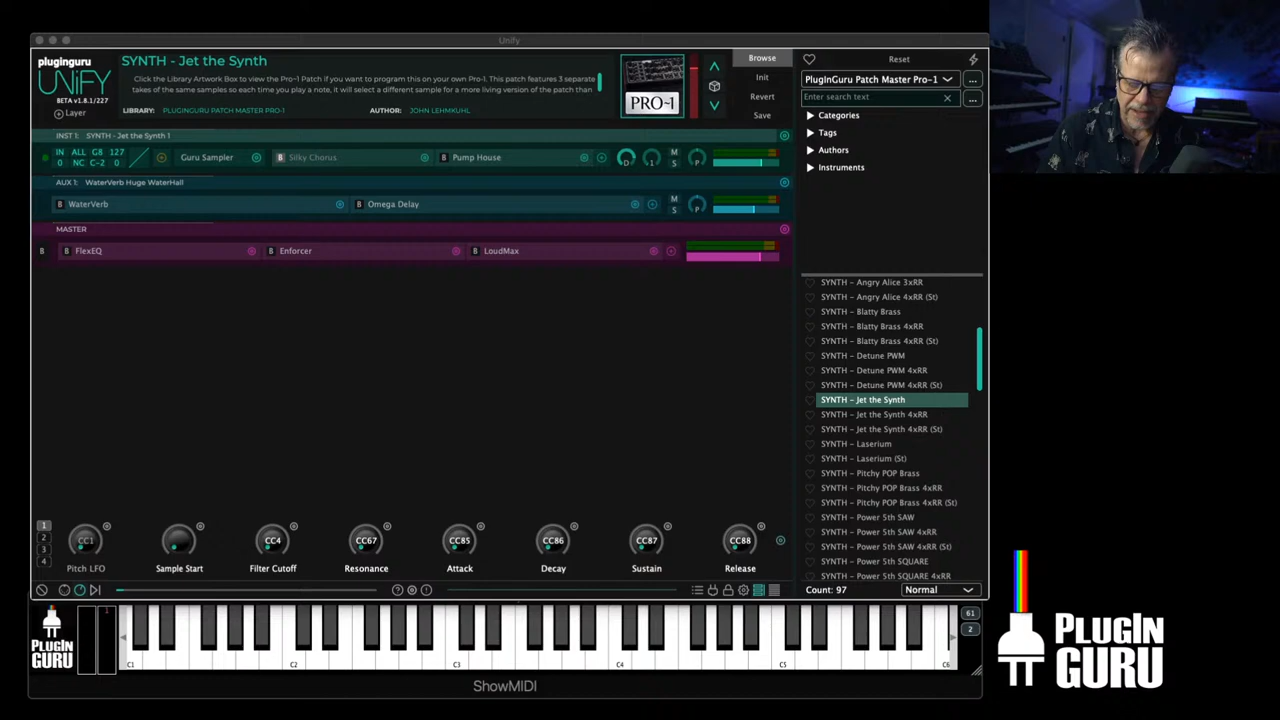 Unify
pluginguru
UNiFY
BETA v1.8.1/227
Layer
SYNTH - Jet the Synth
Click the Library Artwork Box to view the Pro-1 Patch if you want to program this on your own Pro-1. This patch features 3 separate
takes of the same samples so each time you play a note, it will select a different sample for a more living version of the patch than
LIBRARY: PLUGINGURU PATCH MASTER PRO-1 AUTHOR: JOHN LEHMKUHL
PRO~1
Browse
Init
Revert
Save
INST 1: SYNTH - Jet the Synth 1
IN ALL G8 127
0 NC C-2 0
Guru Sampler
B Silky Chorus
B Pump House
D
1
M
S
P
AUX 1: WaterVerb Huge WaterHall
B WaterVerb
B Omega Delay
M
S
P
MASTER
B
B FlexEQ
B Enforcer
B LoudMax
1
2
3
4
CC1
CC4
CC67
CC85
CC86
CC87
CC88
Pitch LFO
Sample Start
Filter Cutoff
Resonance
Attack
Decay
Sustain
Release
Reset
PlugInGuru Patch Master Pro-1
...
Enter search text
...
Categories
Tags
Authors
Instruments
SYNTH - Angry Alice 3xRR
SYNTH - Angry Alice 4xRR (St)
SYNTH - Blatty Brass
SYNTH - Blatty Brass 4xRR
SYNTH - Blatty Brass 4xRR (St)
SYNTH - Detune PWM
SYNTH - Detune PWM 4xRR
SYNTH - Detune PWM 4xRR (St)
SYNTH - Jet the Synth
SYNTH - Jet the Synth 4xRR
SYNTH - Jet the Synth 4xRR (St)
SYNTH - Laserium
SYNTH - Laserium (St)
SYNTH - Pitchy POP Brass
SYNTH - Pitchy POP Brass 4xRR
SYNTH - Pitchy POP Brass 4xRR (St)
SYNTH - Power 5th SAW
SYNTH - Power 5th SAW 4xRR
SYNTH - Power 5th SAW 4xRR (St)
SYNTH - Power 5th SQUARE
SYNTH - Power 5th SQUARE 4xRR
Count: 97
Normal
PLUGIN
GURU
1
C1
C2
C3
C4
C5
C6
61
2
ShowMIDI
PLUGIN
GURU